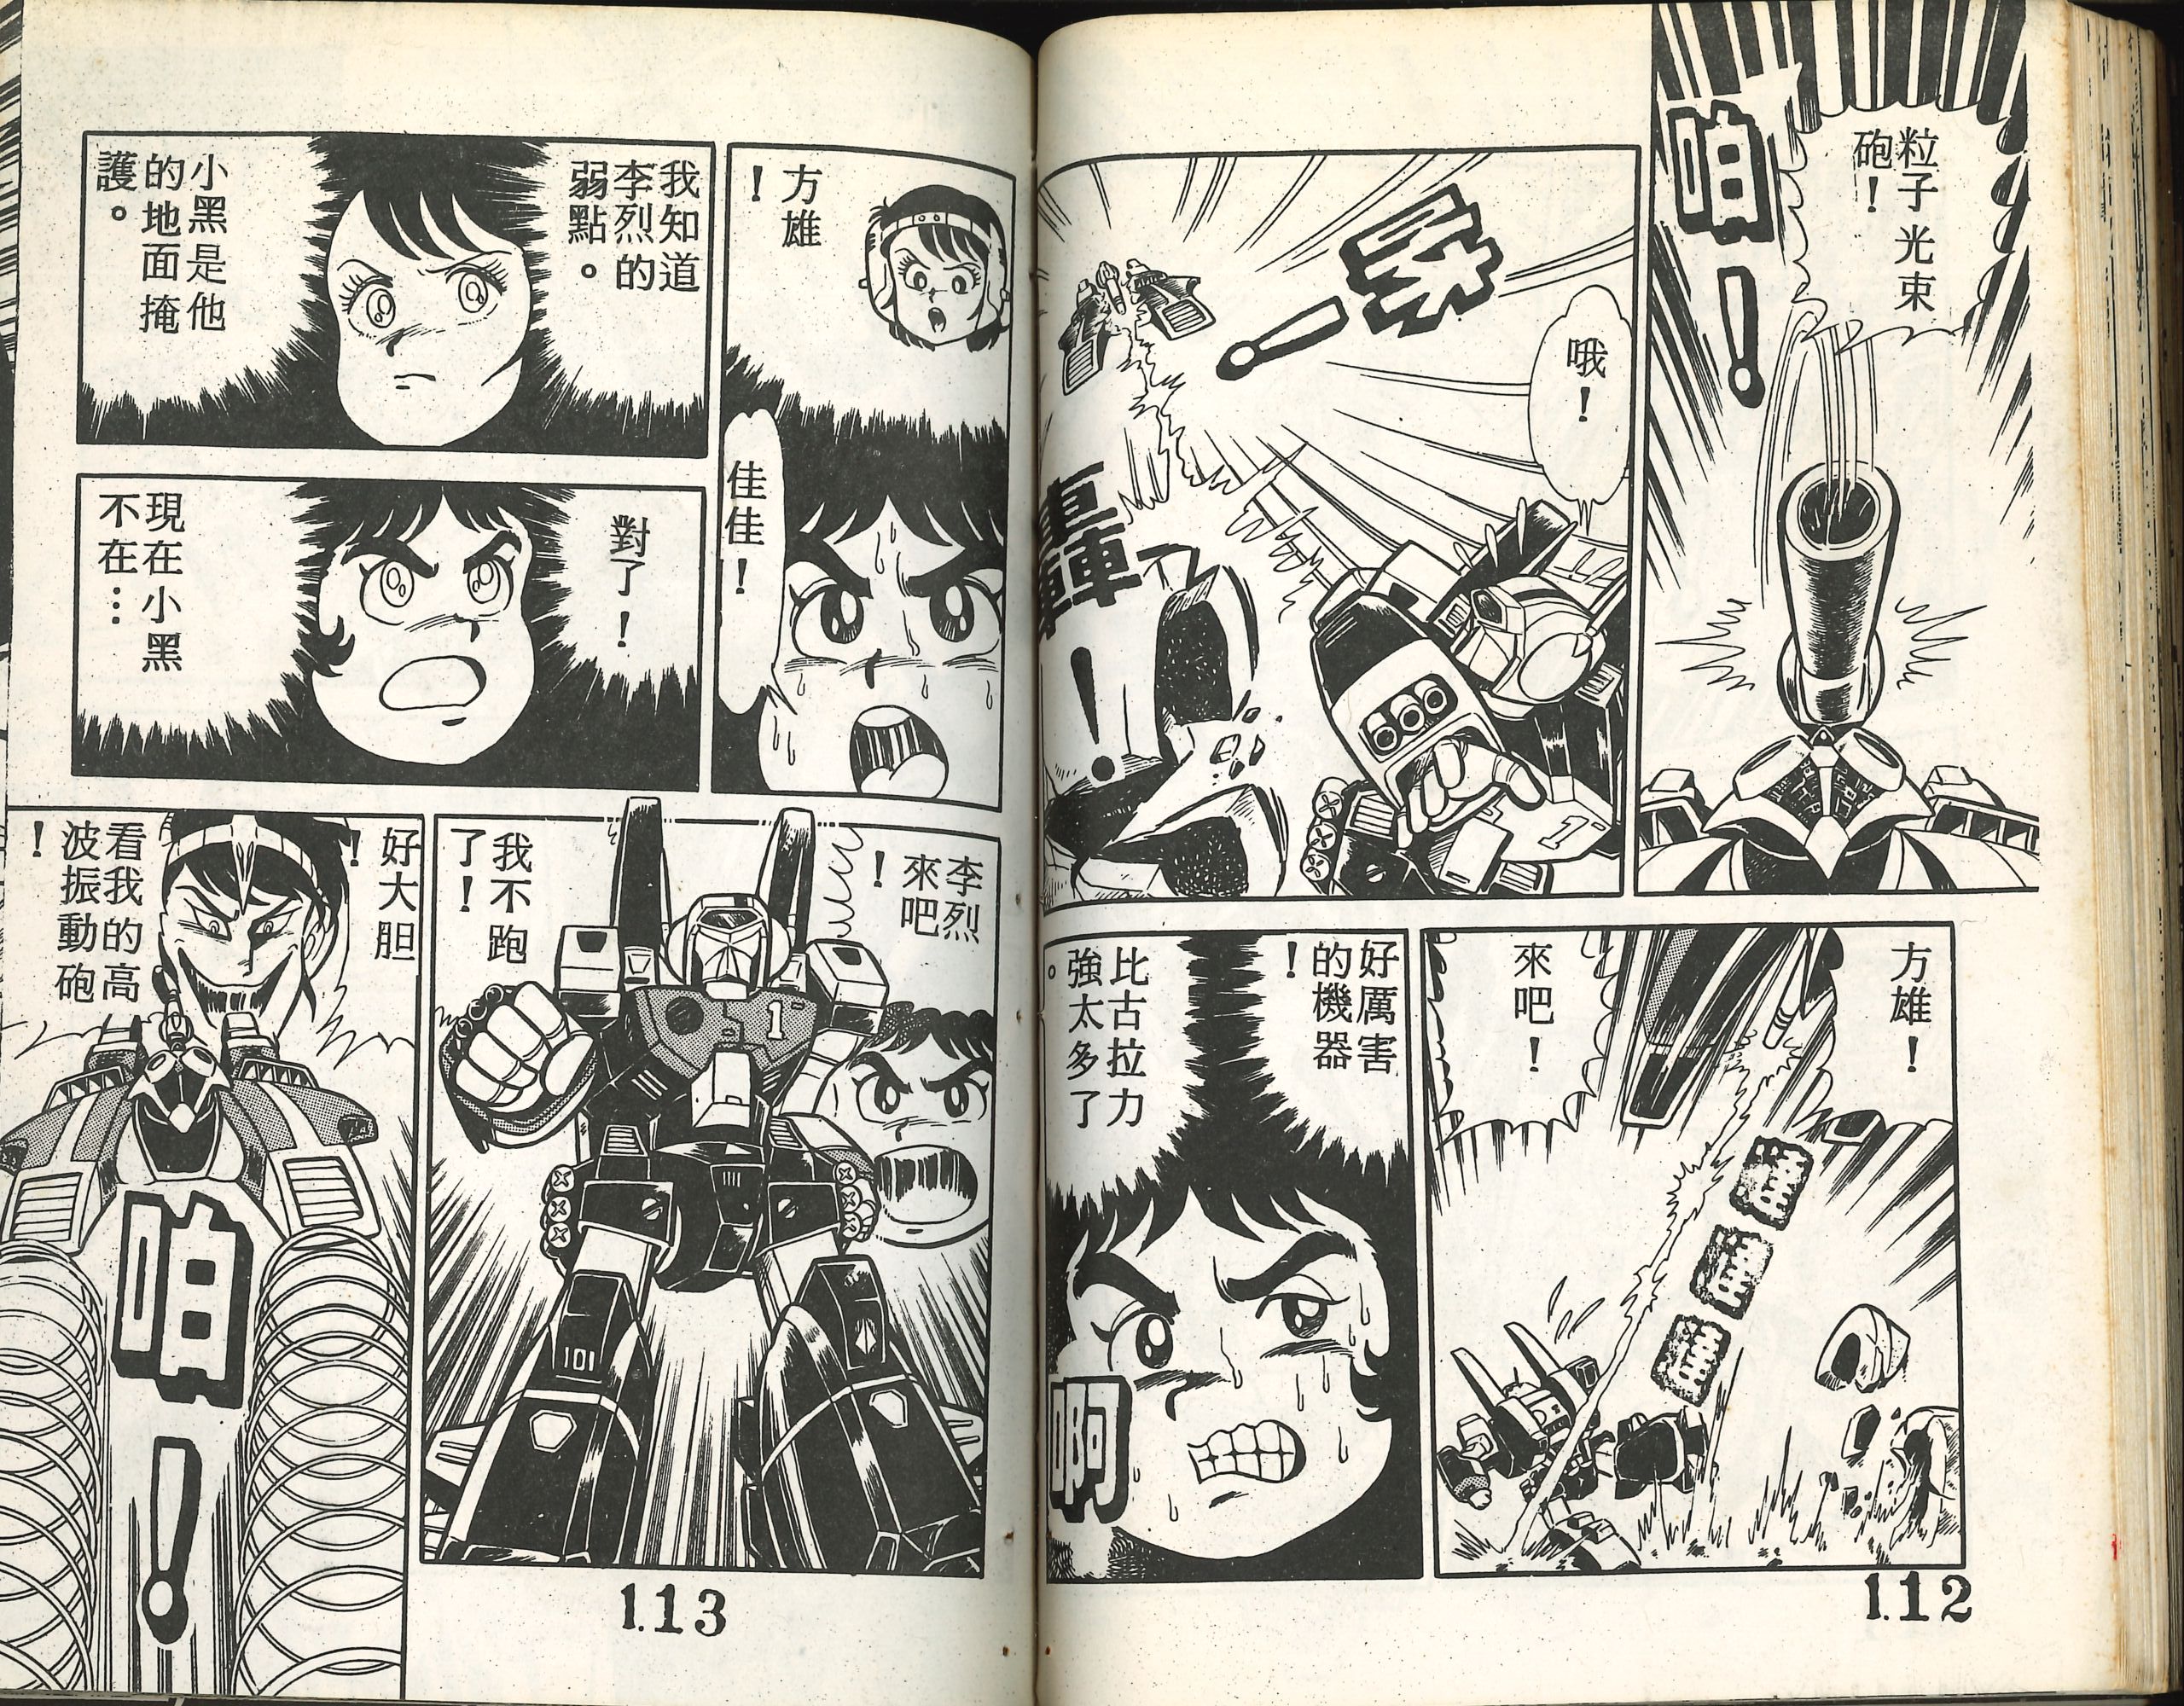 粒子光束
砲！
咱！
哦！
轟！
1
方雄！
來吧！
好厲害
的機器
！
比古拉力
強太多了
。
啊
112
方雄
！
佳佳！
我知道
李烈的
弱點。
小黑是他
的地面掩
護。
對了！
現在小黑
不在…
李烈
來吧
！
我不跑
了！
1
101
好大胆
！
看我的高
波振動砲
！
咱！
113